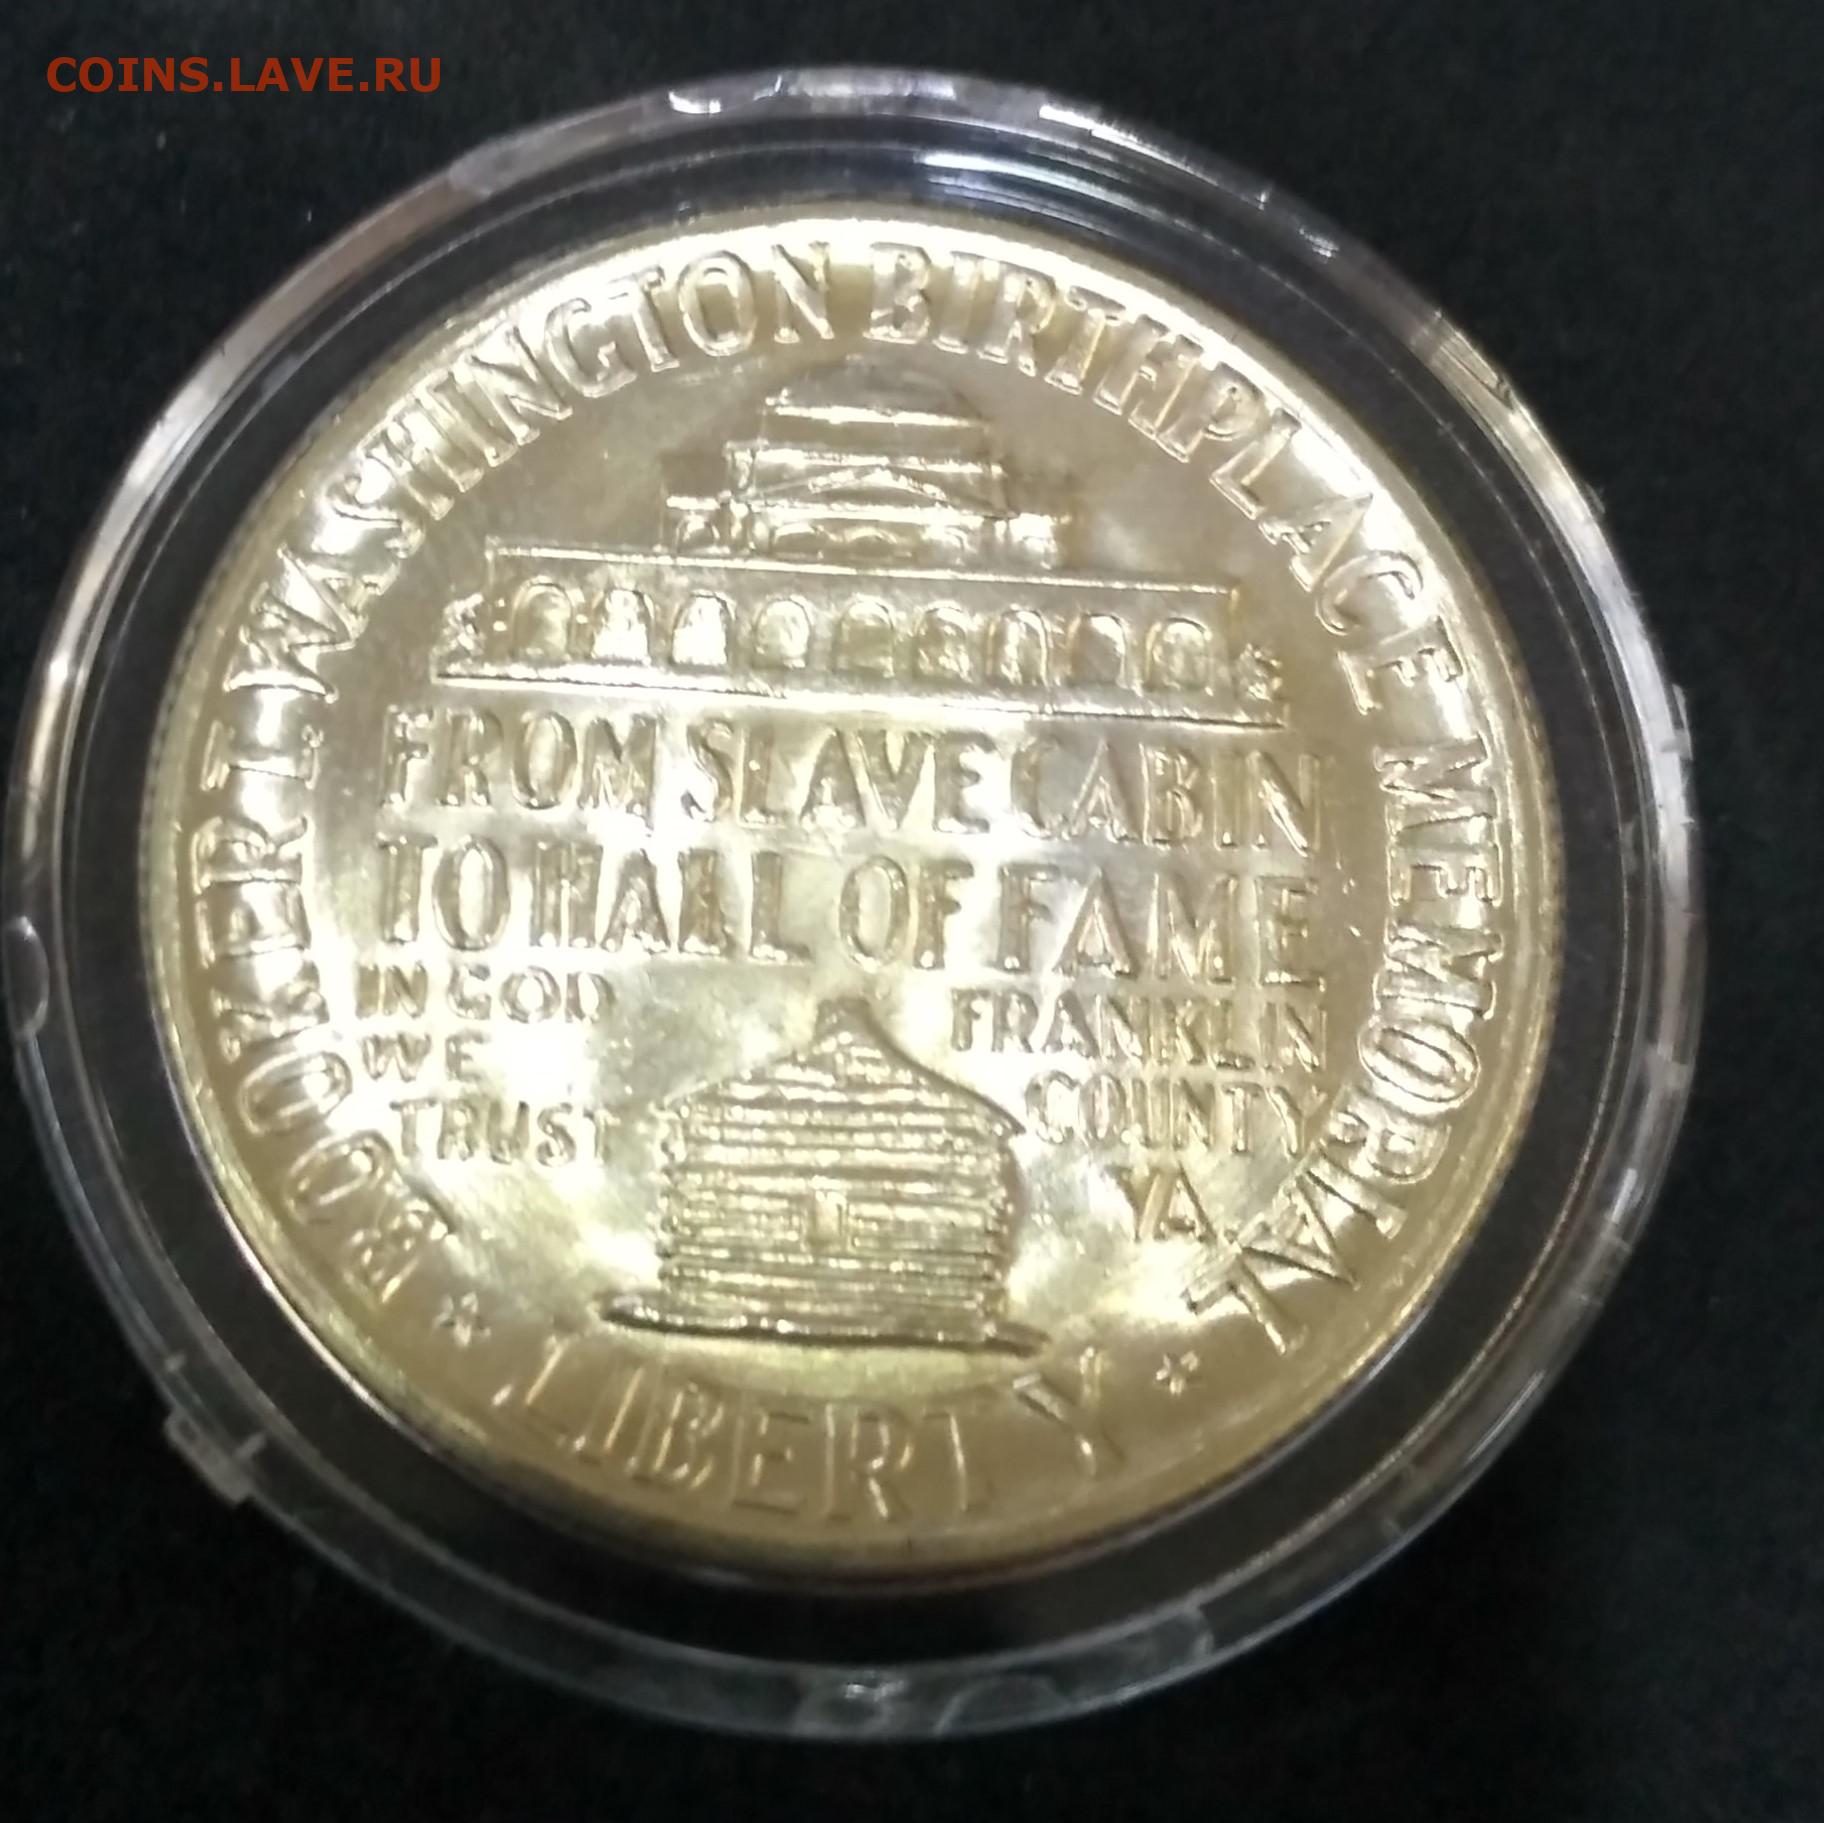 COINS.LAVE.RU
BOOKER T. WASHINGTON BIRTHPLACE MEMORIAL
FROM SLAVE CABIN
TO HALL OF FAME
IN GOD
WE
TRUST
FRANKLIN
COUNTY
VA.
* LIBERTY *